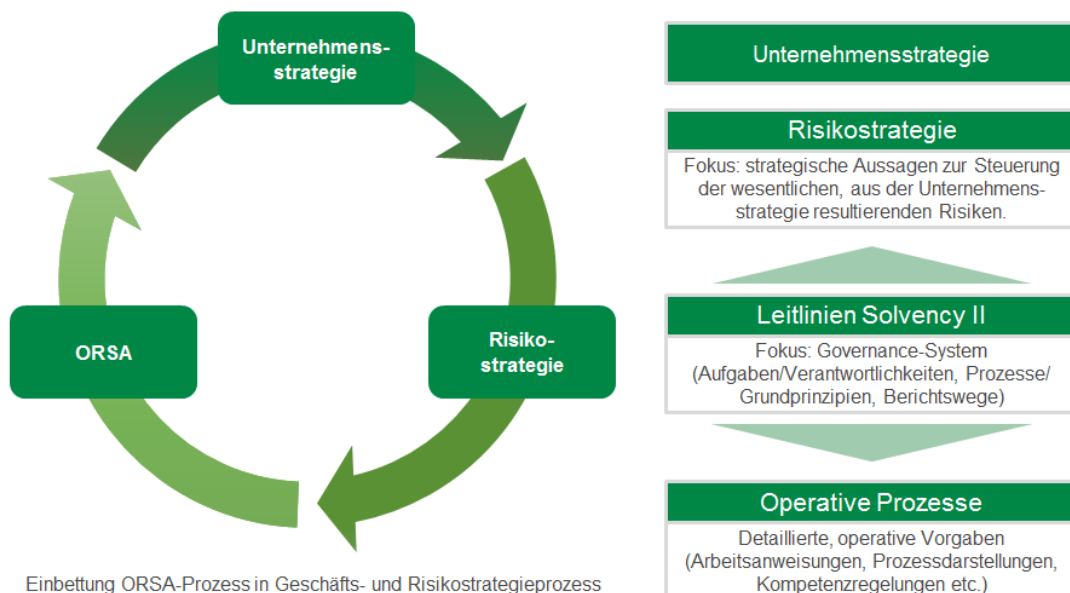 Unternehmens-
strategie
ORSA
Risiko-
strategie
Einbettung ORSA-Prozess in Geschäfts- und Risikostrategieprozess
Unternehmensstrategie
Risikostrategie
Fokus: strategische Aussagen zur Steuerung
der wesentlichen, aus der Unternehmens-
strategie resultierenden Risiken.
Leitlinien Solvency II
Fokus: Governance-System
(Aufgaben/Verantwortlichkeiten, Prozesse/
Grundprinzipien, Berichtswege)
Operative Prozesse
Detaillierte, operative Vorgaben
(Arbeitsanweisungen, Prozessdarstellungen,
Kompetenzregelungen etc.)